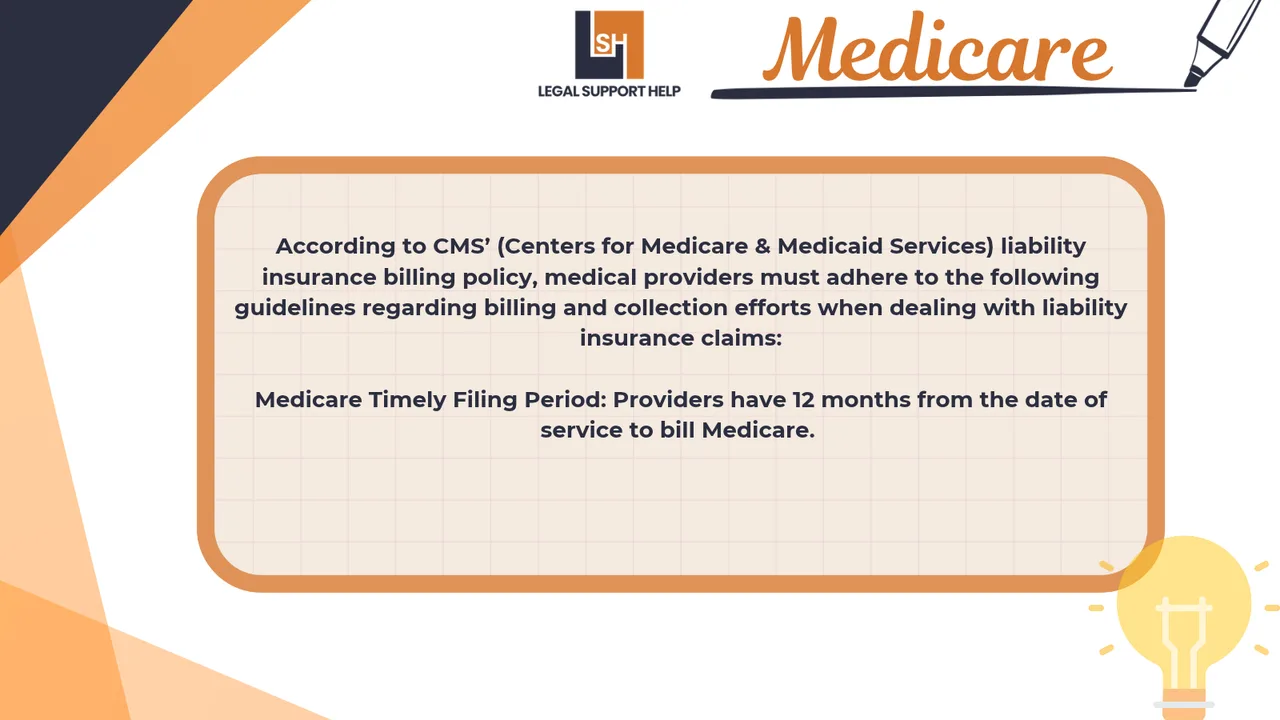 LSH
LEGAL SUPPORT HELP
Medicare
According to CMS’ (Centers for Medicare & Medicaid Services) liability
insurance billing policy, medical providers must adhere to the following
guidelines regarding billing and collection efforts when dealing with liability
insurance claims:
Medicare Timely Filing Period: Providers have 12 months from the date of
service to bill Medicare.